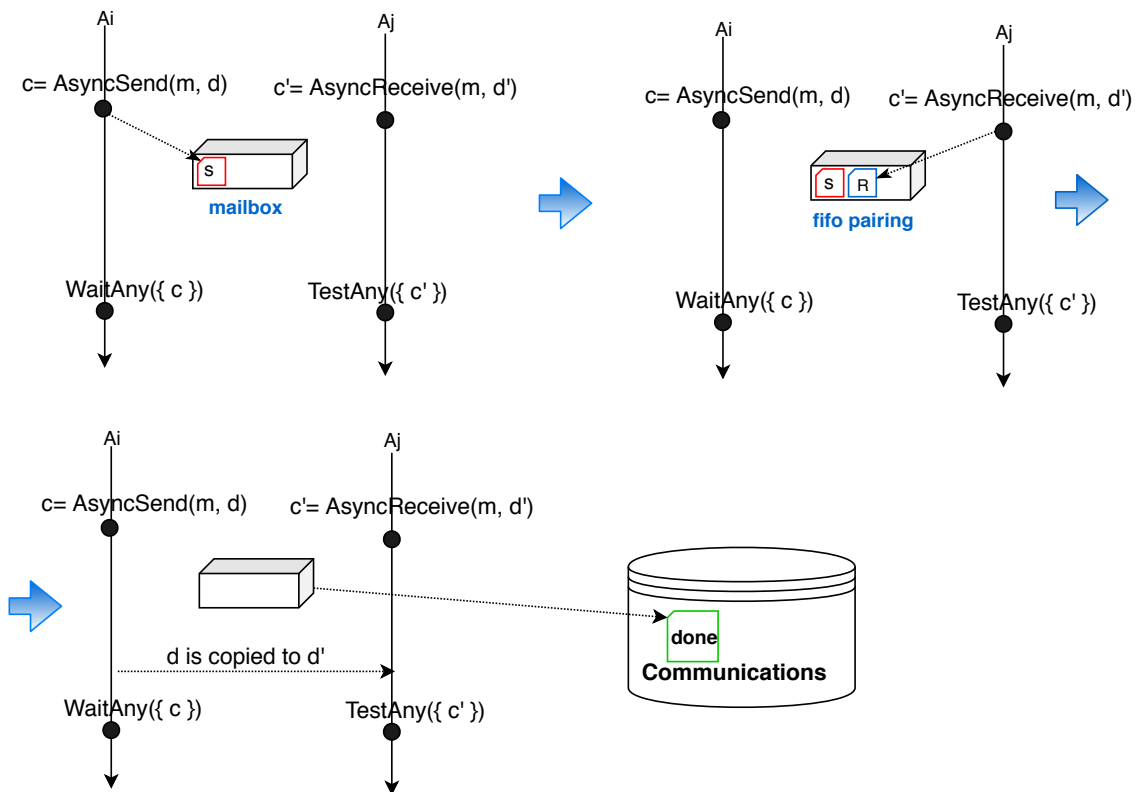 Ai
Aj
c= AsyncSend(m, d)
c'= AsyncReceive(m, d')
s
mailbox
WaitAny({ c })
TestAny({ c' })
Ai
Aj
c= AsyncSend(m, d)
c'= AsyncReceive(m, d')
s
R
fifo pairing
WaitAny({ c })
TestAny({ c' })
Ai
Aj
c= AsyncSend(m, d)
c'= AsyncReceive(m, d')
done
d is copied to d'
Communications
WaitAny({ c })
TestAny({ c' })